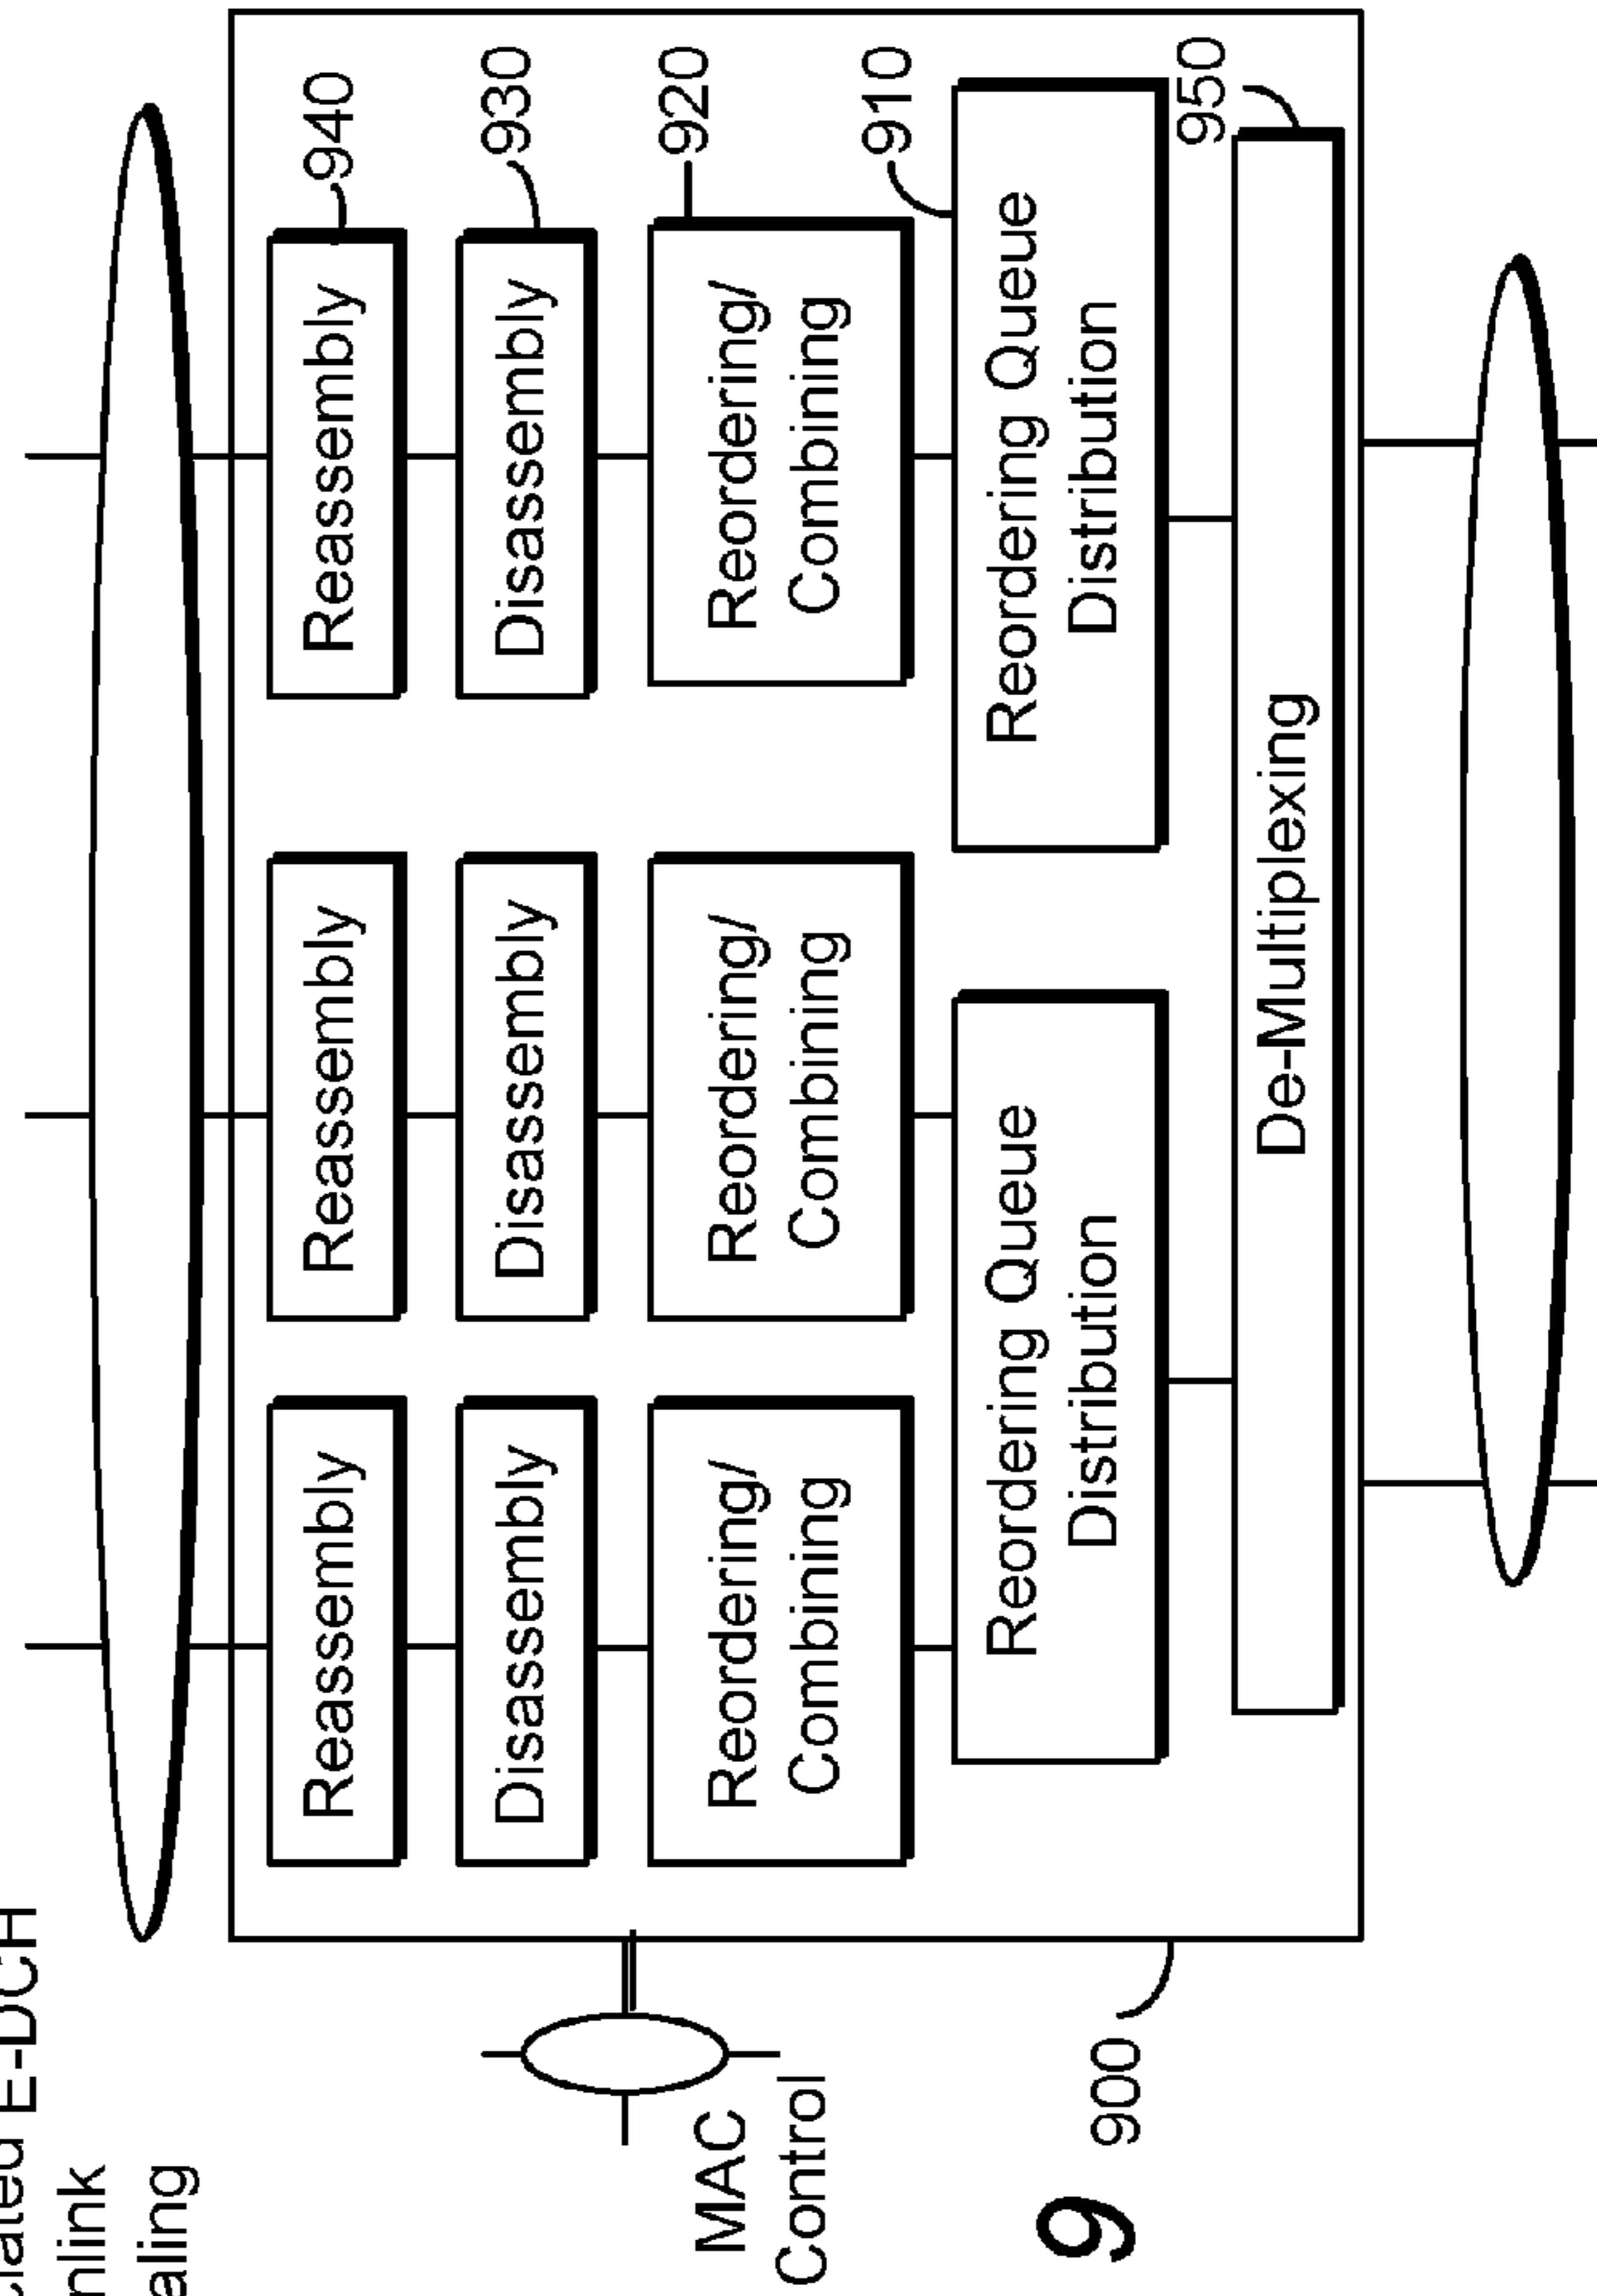 E-DCH
Reassembly
Reassembly
Reassembly
940
Disassembly
Disassembly
Disassembly
930
MAC
Control
Reordering/
Combining
Reordering/
Combining
Reordering/
Combining
920
Reordering Queue
Distribution
Reordering Queue
Distribution
910
De-Multiplexing
950
900
9